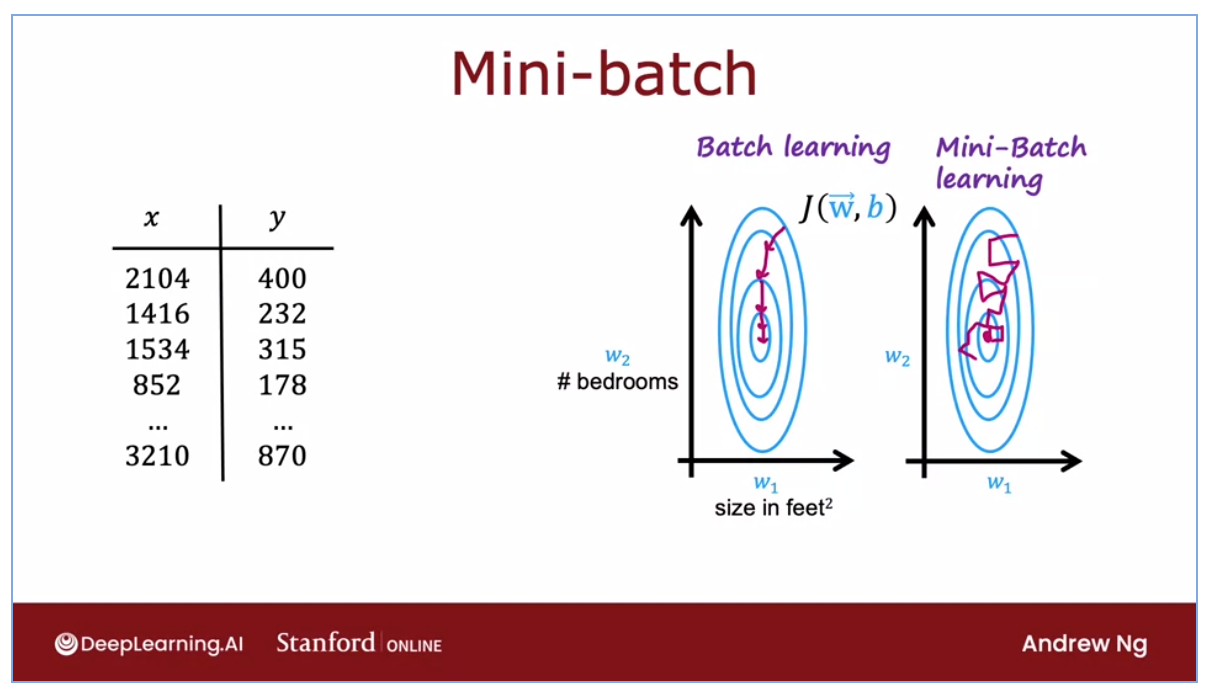 Mini-batch
Batch learning
Mini-Batch
learning
J(w⃗, b)
x y
2104 400
1416 232
1534 315
852 178
... ...
3210 870
w₂
# bedrooms
w₁
size in feet²
w₂
w₁
DeepLearning.AI
Stanford | ONLINE
Andrew Ng